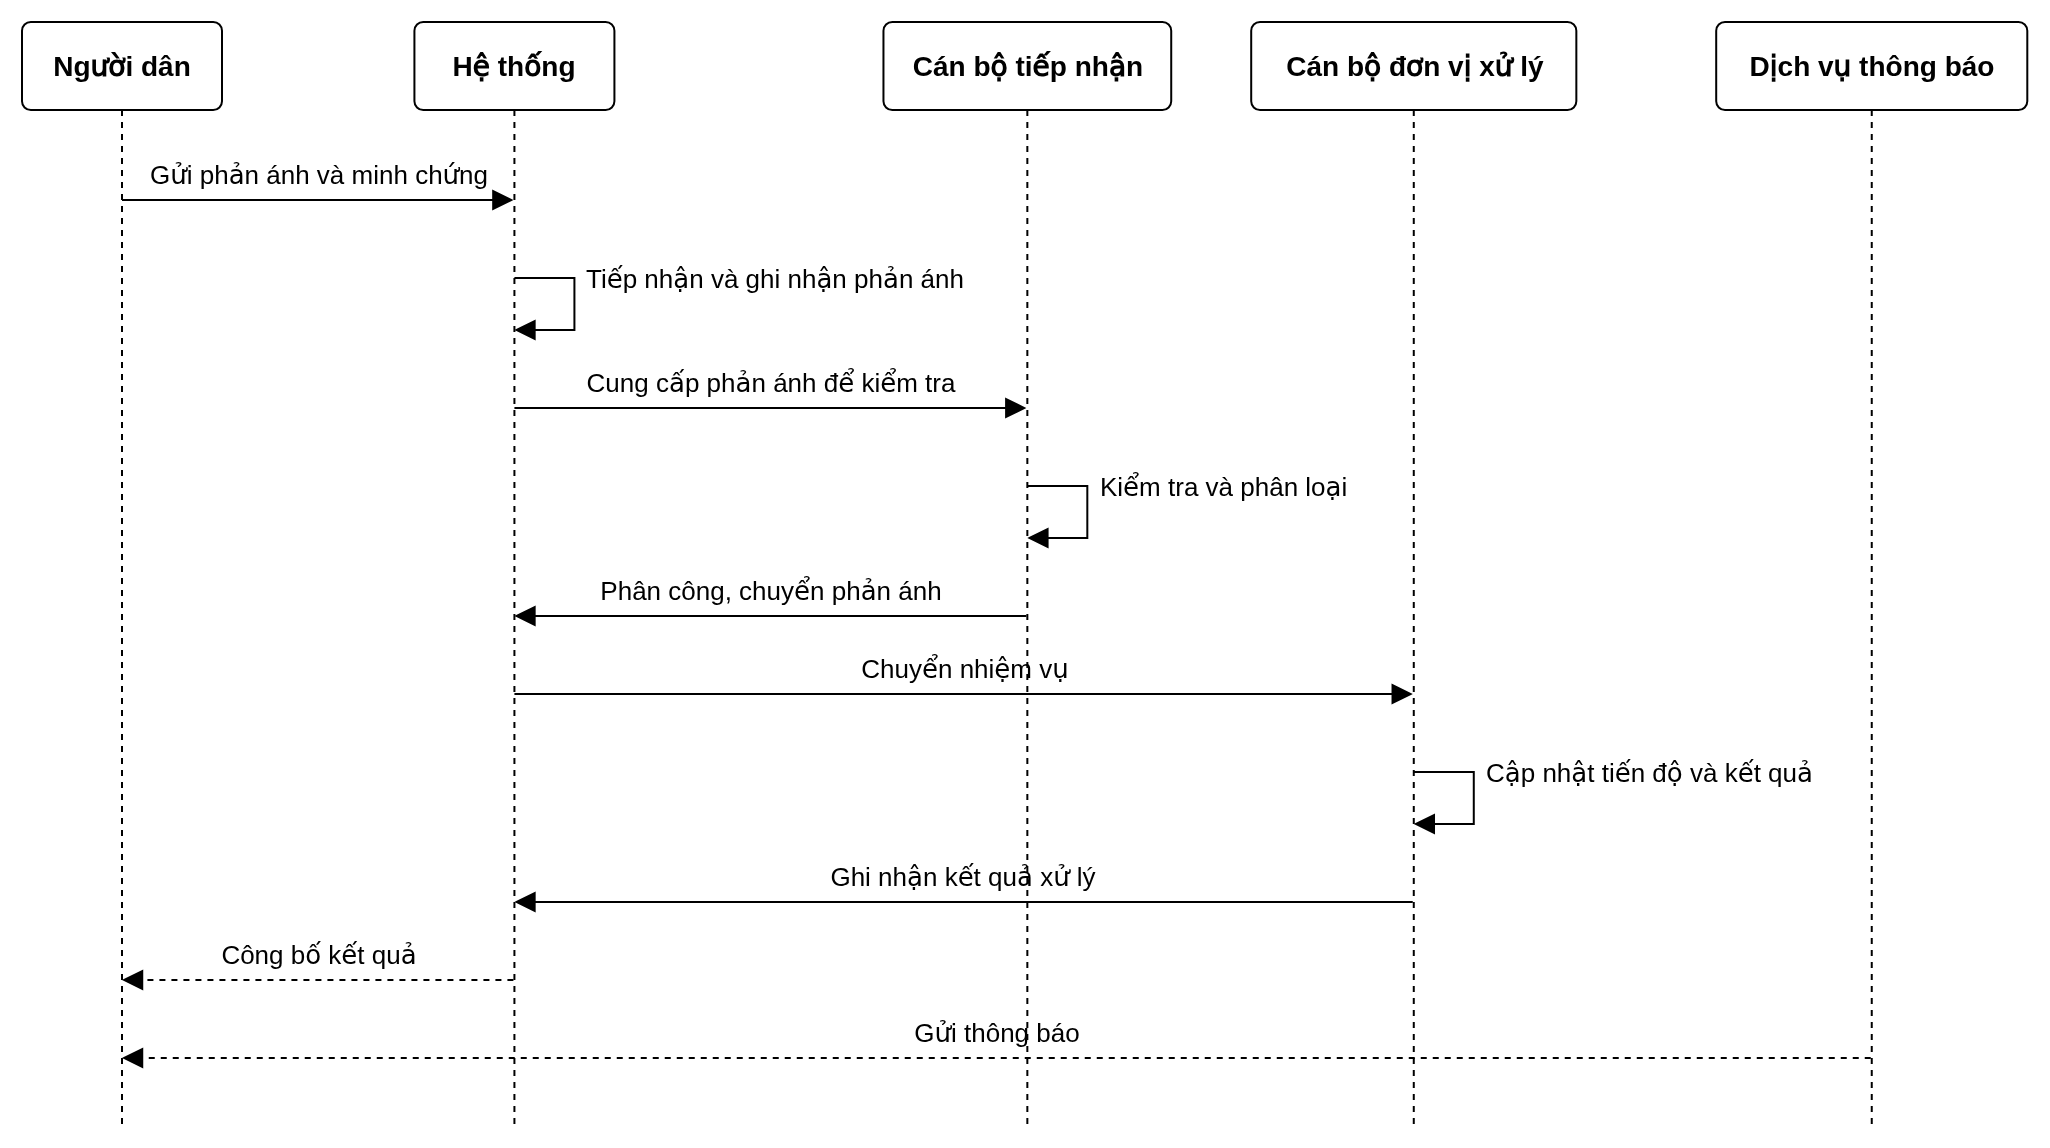 Người dân
Hệ thống
Cán bộ tiếp nhận
Cán bộ đơn vị xử lý
Dịch vụ thông báo
Gửi phản ánh và minh chứng
Tiếp nhận và ghi nhận phản ánh
Cung cấp phản ánh để kiểm tra
Kiểm tra và phân loại
Phân công, chuyển phản ánh
Chuyển nhiệm vụ
Cập nhật tiến độ và kết quả
Ghi nhận kết quả xử lý
Công bố kết quả
Gửi thông báo